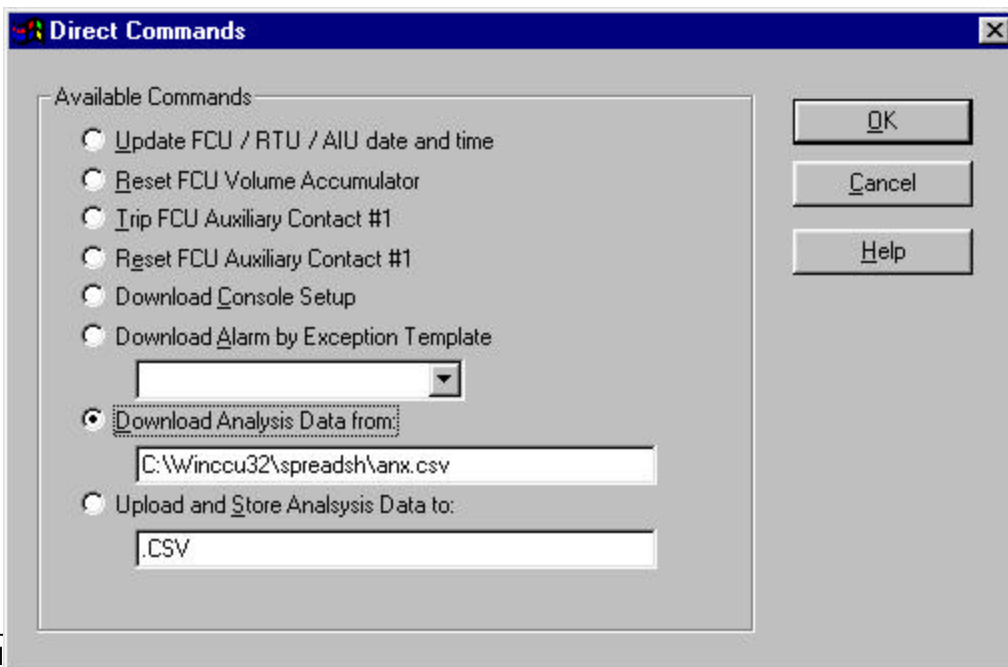 Direct Commands
Available Commands
Update FCU / RTU / AIU date and time
Reset FCU Volume Accumulator
Trip FCU Auxiliary Contact #1
Reset FCU Auxiliary Contact #1
Download Console Setup
Download Alarm by Exception Template
Download Analysis Data from:
C:\Winccu32\spreadsh\anx.csv
Upload and Store Analsysis Data to:
.CSV
OK
Cancel
Help